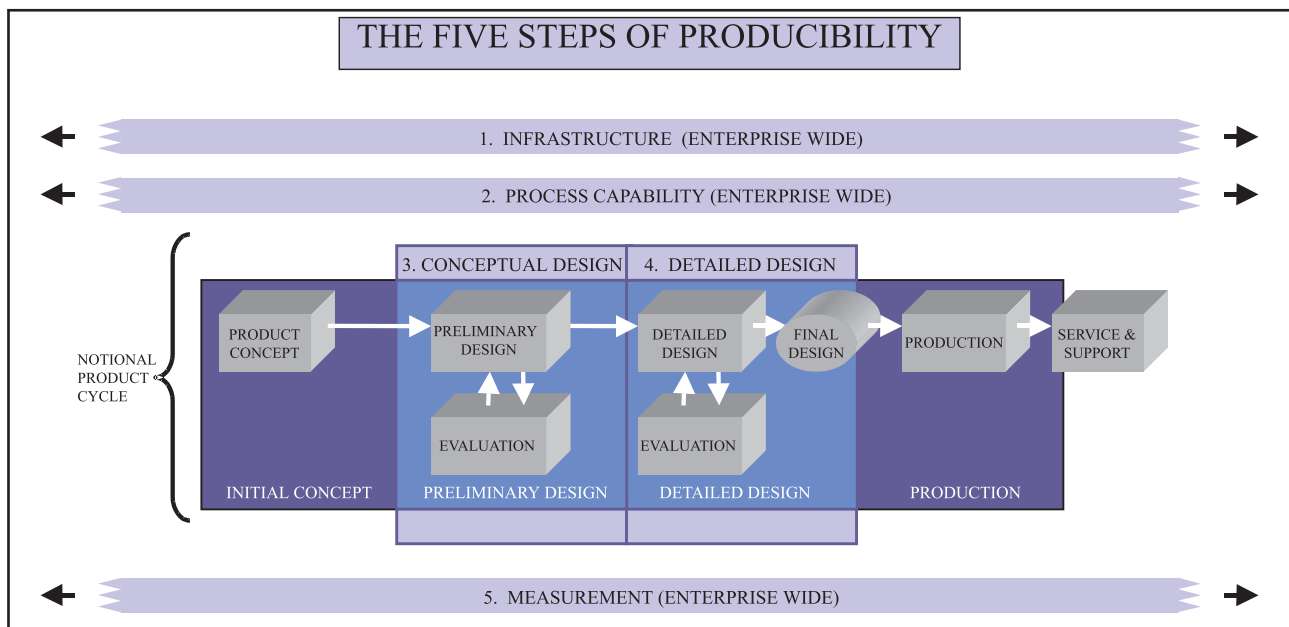 THE FIVE STEPS OF PRODUCIBILITY
1. INFRASTRUCTURE (ENTERPRISE WIDE)
2. PROCESS CAPABILITY (ENTERPRISE WIDE)
3. CONCEPTUAL DESIGN
4. DETAILED DESIGN
NOTIONAL
PRODUCT
CYCLE
PRODUCT
CONCEPT
PRELIMINARY
DESIGN
DETAILED
DESIGN
FINAL
DESIGN
PRODUCTION
SERVICE &
SUPPORT
EVALUATION
EVALUATION
INITIAL CONCEPT
PRELIMINARY DESIGN
DETAILED DESIGN
PRODUCTION
5. MEASUREMENT (ENTERPRISE WIDE)